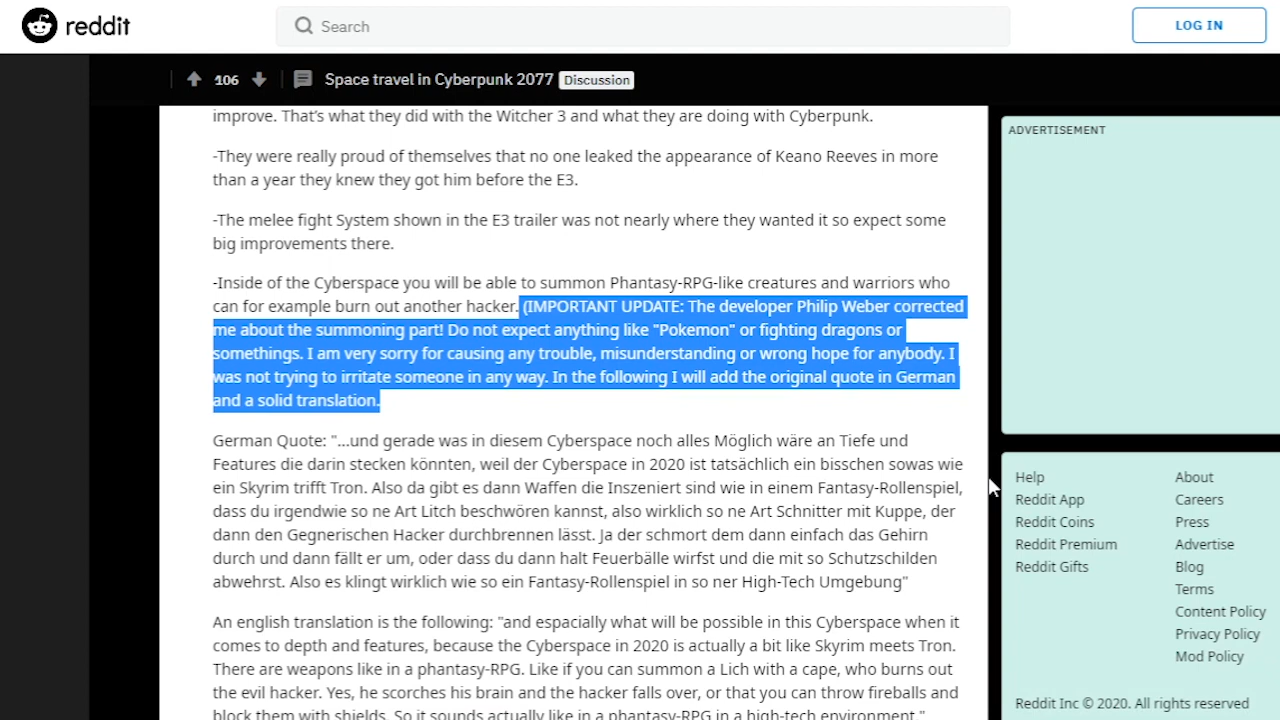 reddit
Search
LOG IN
106
Space travel in Cyberpunk 2077 Discussion
improve. That's what they did with the Witcher 3 and what they are doing with Cyberpunk.
-They were really proud of themselves that no one leaked the appearance of Keano Reeves in more
than a year they knew they got him before the E3.
-The melee fight System shown in the E3 trailer was not nearly where they wanted it so expect some
big improvements there.
-Inside of the Cyberspace you will be able to summon Phantasy-RPG-like creatures and warriors who
can for example burn out another hacker. (IMPORTANT UPDATE: The developer Philip Weber corrected
me about the summoning part! Do not expect anything like "Pokemon" or fighting dragons or
somethings. I am very sorry for causing any trouble, misunderstanding or wrong hope for anybody. I
was not trying to irritate someone in any way. In the following I will add the original quote in German
and a solid translation.
German Quote: "...und gerade was in diesem Cyberspace noch alles Möglich wäre an Tiefe und
Features die darin stecken könnten, weil der Cyberspace in 2020 ist tatsächlich ein bisschen sowas wie
ein Skyrim trifft Tron. Also da gibt es dann Waffen die Inszeniert sind wie in einem Fantasy-Rollenspiel,
dass du irgendwie so ne Art Litch beschwören kannst, also wirklich so ne Art Schnitter mit Kuppe, der
dann den Gegnerischen Hacker durchbrennen lässt. Ja der schmort dem dann einfach das Gehirn
durch und dann fällt er um, oder dass du dann halt Feuerbälle wirfst und die mit so Schutzschilden
abwehrst. Also es klingt wirklich wie so ein Fantasy-Rollenspiel in so ner High-Tech Umgebung"
An english translation is the following: "and espacially what will be possible in this Cyberspace when it
comes to depth and features, because the Cyberspace in 2020 is actually a bit like Skyrim meets Tron.
There are weapons like in a phantasy-RPG. Like if you can summon a Lich with a cape, who burns out
the evil hacker. Yes, he scorches his brain and the hacker falls over, or that you can throw fireballs and
block them with shields. So it sounds actually like in a phantasy-RPG in a high-tech environment."
ADVERTISEMENT
Help
Reddit App
Reddit Coins
Reddit Premium
Reddit Gifts
About
Careers
Press
Advertise
Blog
Terms
Content Policy
Privacy Policy
Mod Policy
Reddit Inc © 2020. All rights reserved